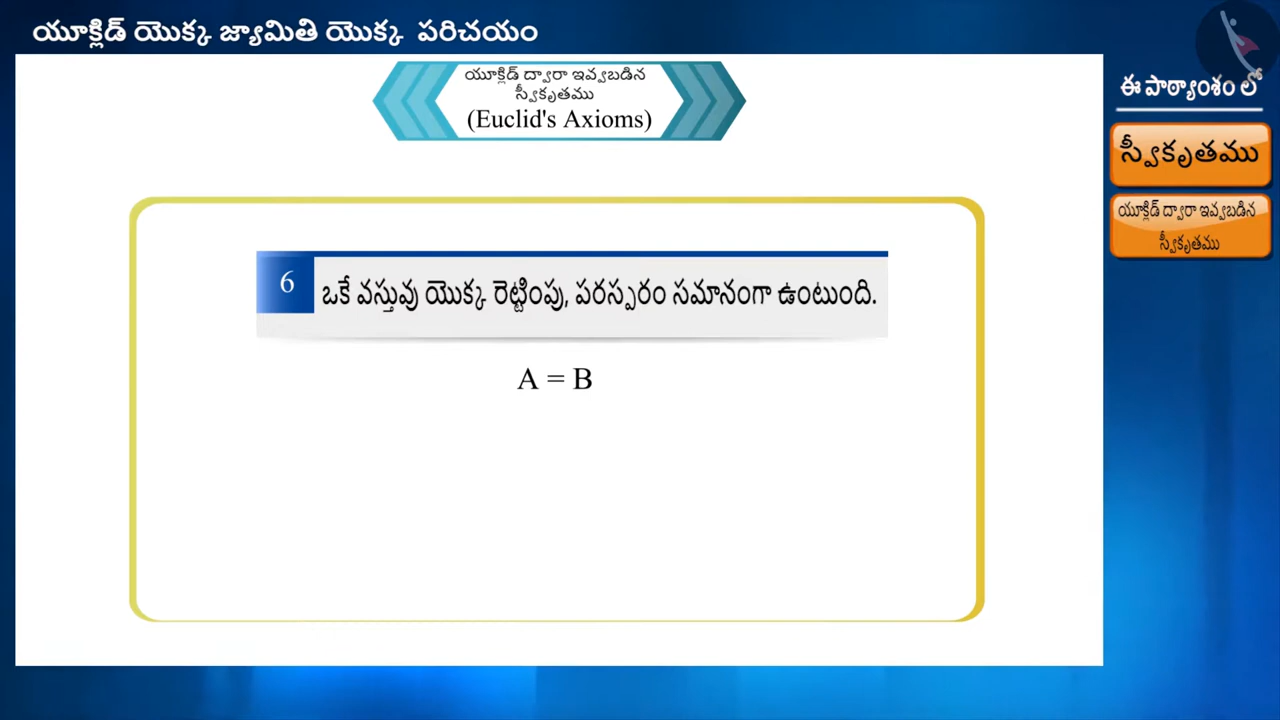 యూక్లిడ్ యొక్క జ్యామితి యొక్క పరిచయం
యూక్లిడ్ ద్వారా ఇవ్వబడిన
స్వీకృతము
(Euclid's Axioms)
ఈ పాఠ్యాంశం లో
స్వీకృతము
యూక్లిడ్ ద్వారా ఇవ్వబడిన
స్వీకృతము
6 ఒకే వస్తువు యొక్క రెట్టింపు, పరస్పరం సమానంగా ఉంటుంది.
A = B